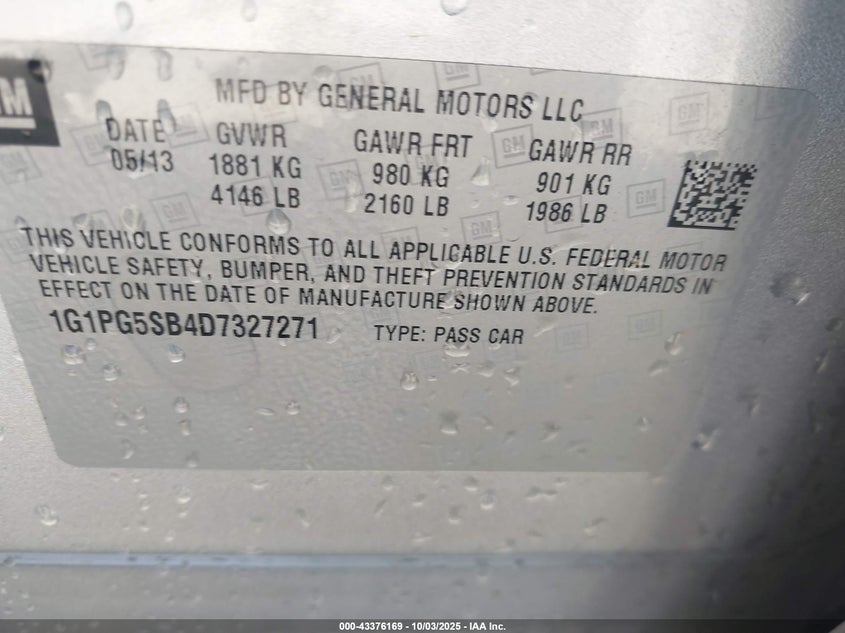 GM
MFD BY GENERAL MOTORS LLC
DATE GVWR GAWR FRT GAWR RR
05/13 1881 KG 980 KG 901 KG
4146 LB 2160 LB 1986 LB
THIS VEHICLE CONFORMS TO ALL APPLICABLE U.S. FEDERAL MOTOR
VEHICLE SAFETY, BUMPER, AND THEFT PREVENTION STANDARDS IN
EFFECT ON THE DATE OF MANUFACTURE SHOWN ABOVE.
1G1PG5SB4D7327271 TYPE: PASS CAR
000-43376169 - 10/03/2025 - IAA Inc.